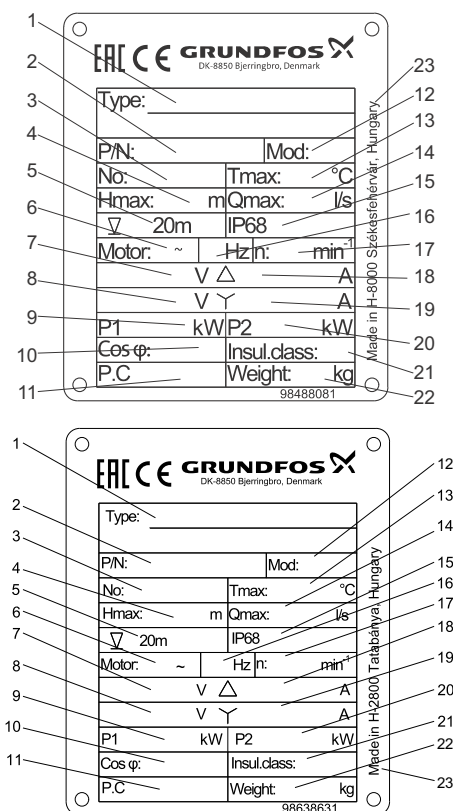 1
2
3
4
5
6
7
8
9
10
11
EAC CE GRUNDFOS
DK-8850 Bjerringbro, Denmark
Type:
P/N: Mod:
No: Tmax: °C
Hmax: m Qmax: l/s
20m IP68
Motor: ~ Hz n: min⁻¹
V △ A
V Y A
P1 kW P2 kW
Cos φ: Insul.class:
P.C Weight: kg
98488081
Made in H-8000 Székesfehérvár, Hungary
23
12
13
14
15
16
17
18
19
20
21
22
1
2
3
4
5
6
7
8
9
10
11
EAC CE GRUNDFOS
DK-8850 Bjerringbro, Denmark
Type:
P/N: Mod:
No: Tmax: °C
Hmax: m Qmax: l/s
20m IP68
Motor: ~ Hz n: min⁻¹
V △ A
V Y A
P1 kW P2 kW
Cos φ: Insul.class:
P.C Weight: kg
98638631
Made in H-2800 Tatabánya, Hungary
12
13
14
15
16
17
18
19
20
21
22
23